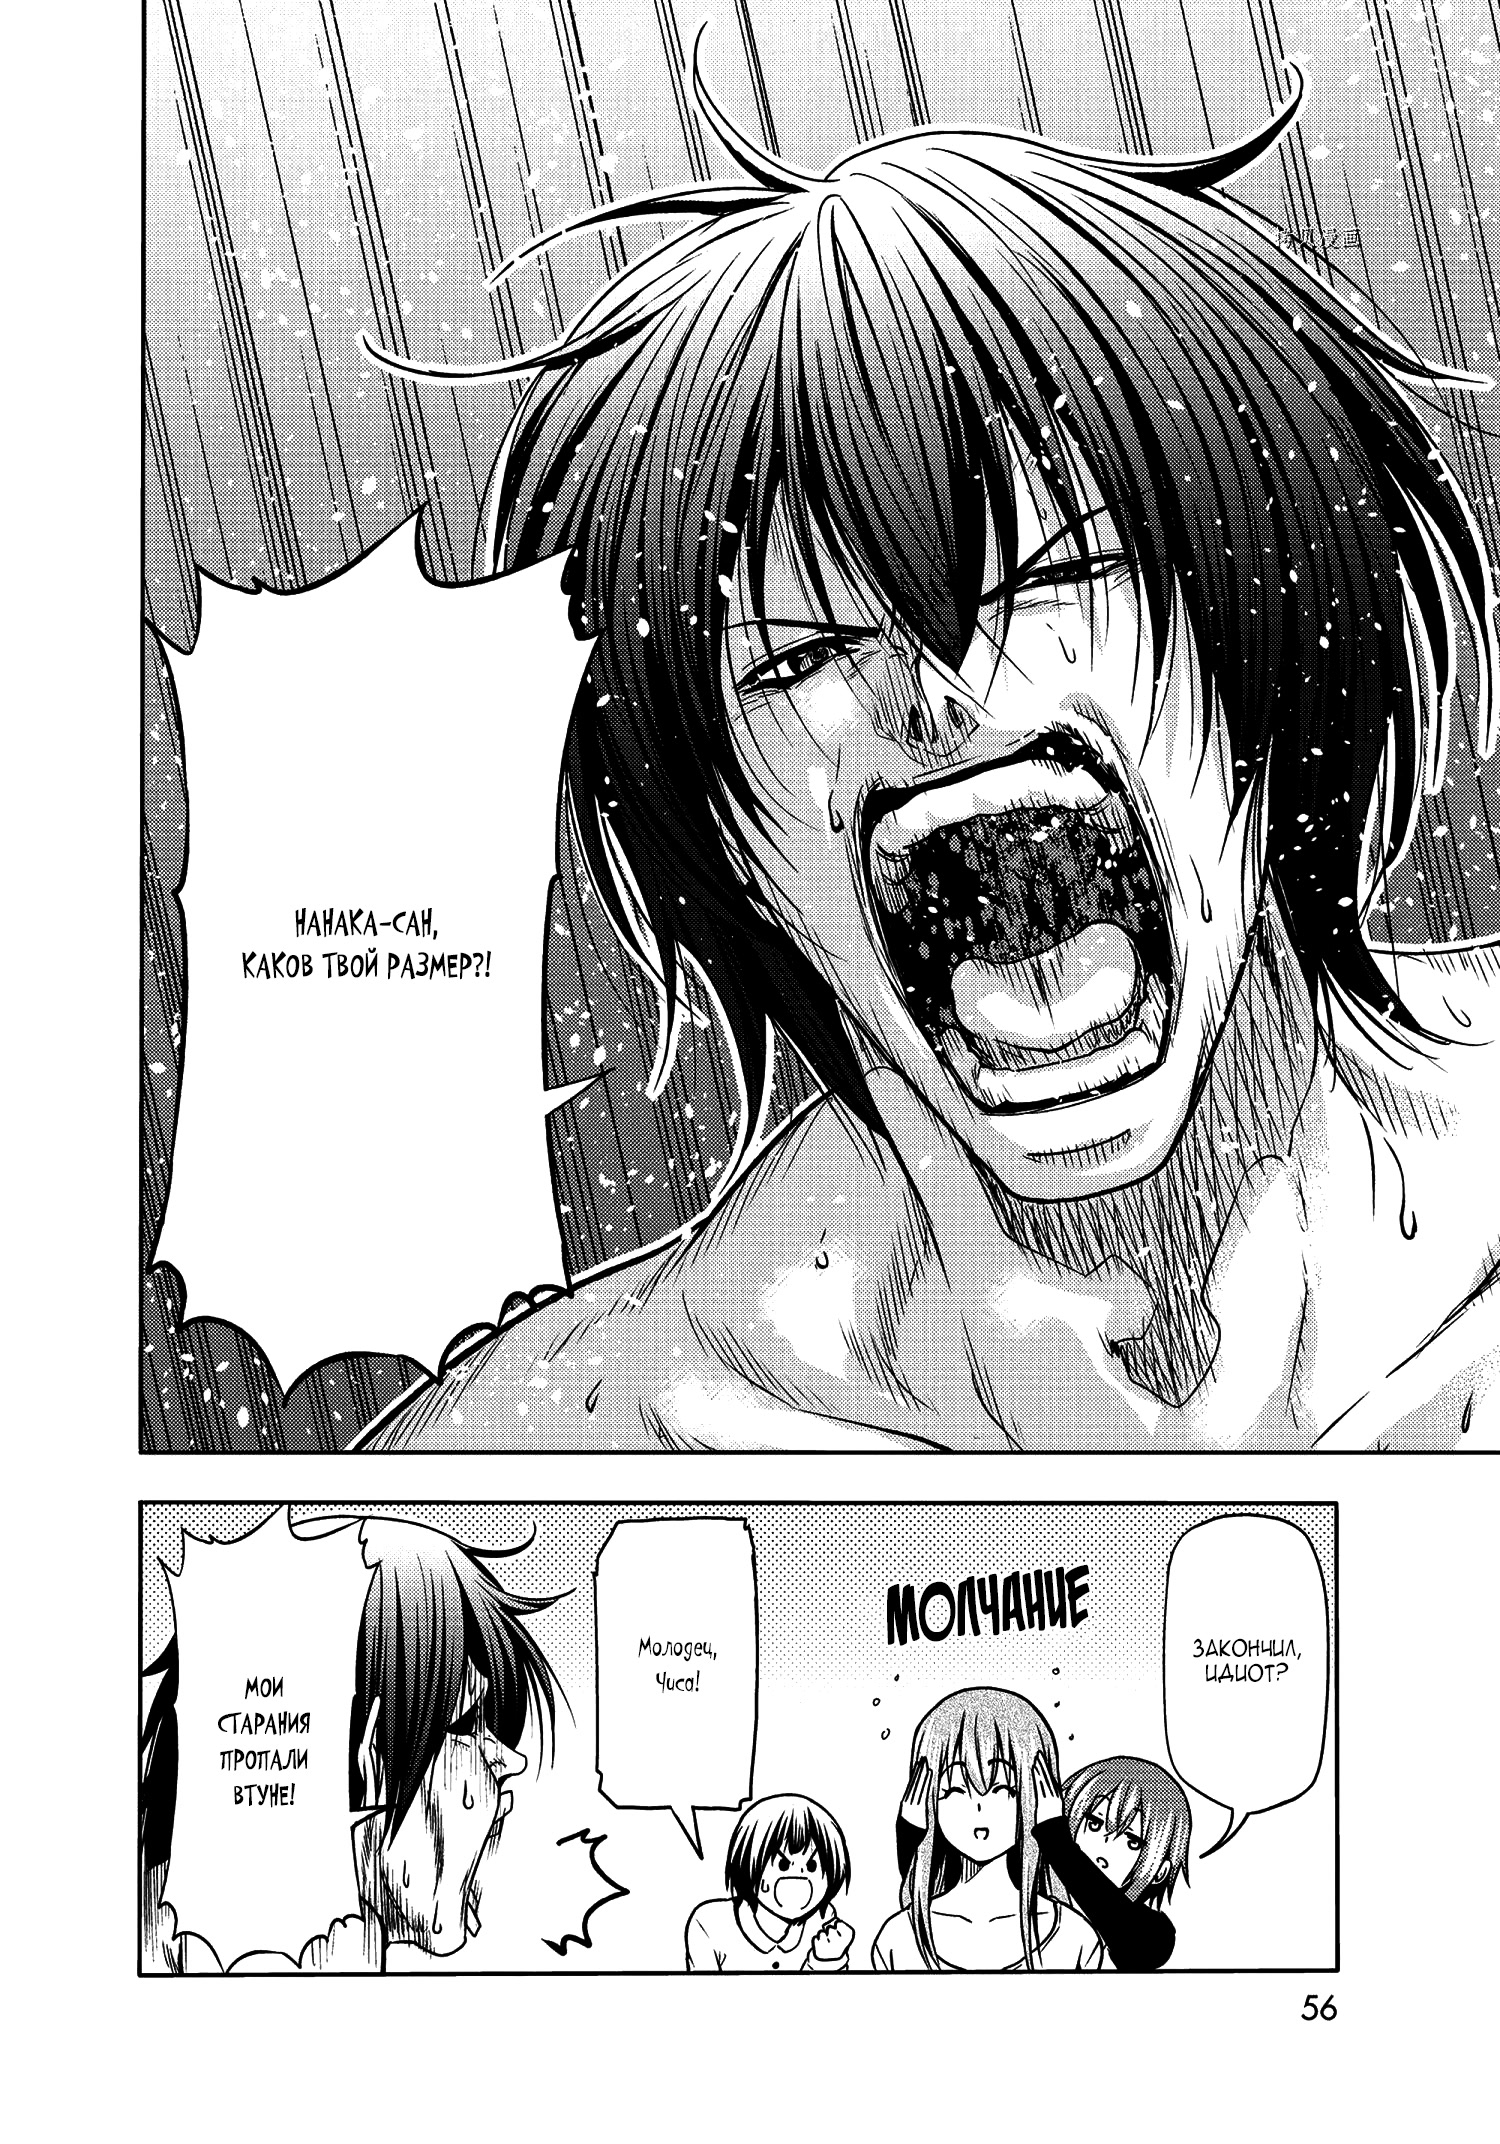 НАНАКА-САН,
КАКОВ ТВОЙ РАЗМЕР?!
ЗАКОНЧИЛ,
ИДИОТ?
МОЛЧАНИЕ
Молодец,
Чиса!
МОИ
СТАРАНИЯ
ПРОПАЛИ
ВТУНЕ!
56